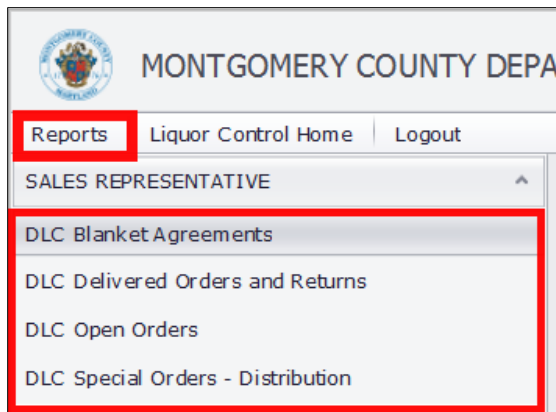 MONTGOMERY COUNTY DEPA
Reports Liquor Control Home Logout
SALES REPRESENTATIVE
DLC Blanket Agreements
DLC Delivered Orders and Returns
DLC Open Orders
DLC Special Orders - Distribution